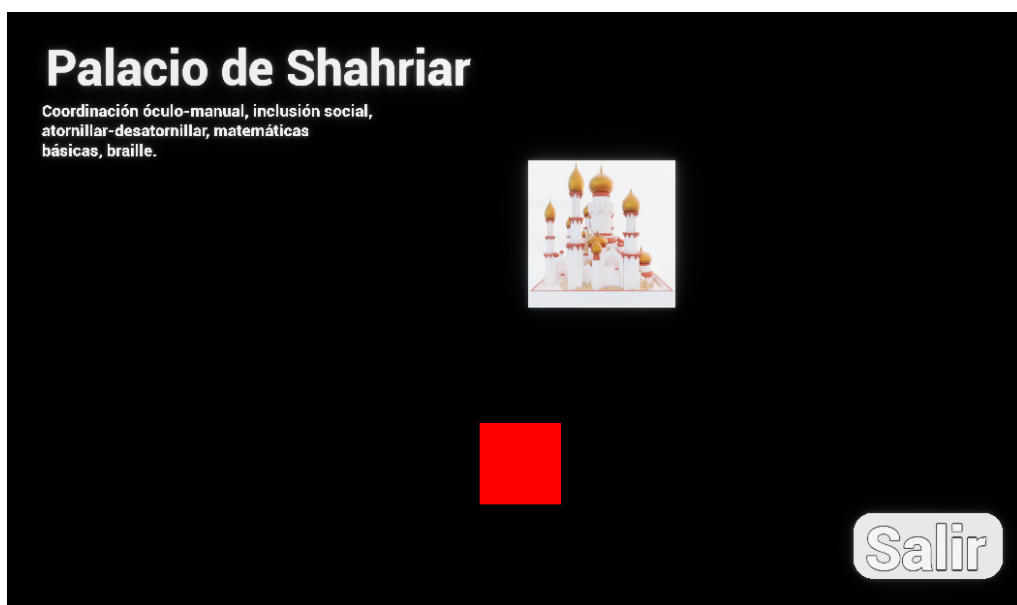 Palacio de Shahriar
Coordinación óculo-manual, inclusión social,
atornillar-desatornillar, matemáticas
básicas, braille.
Salir